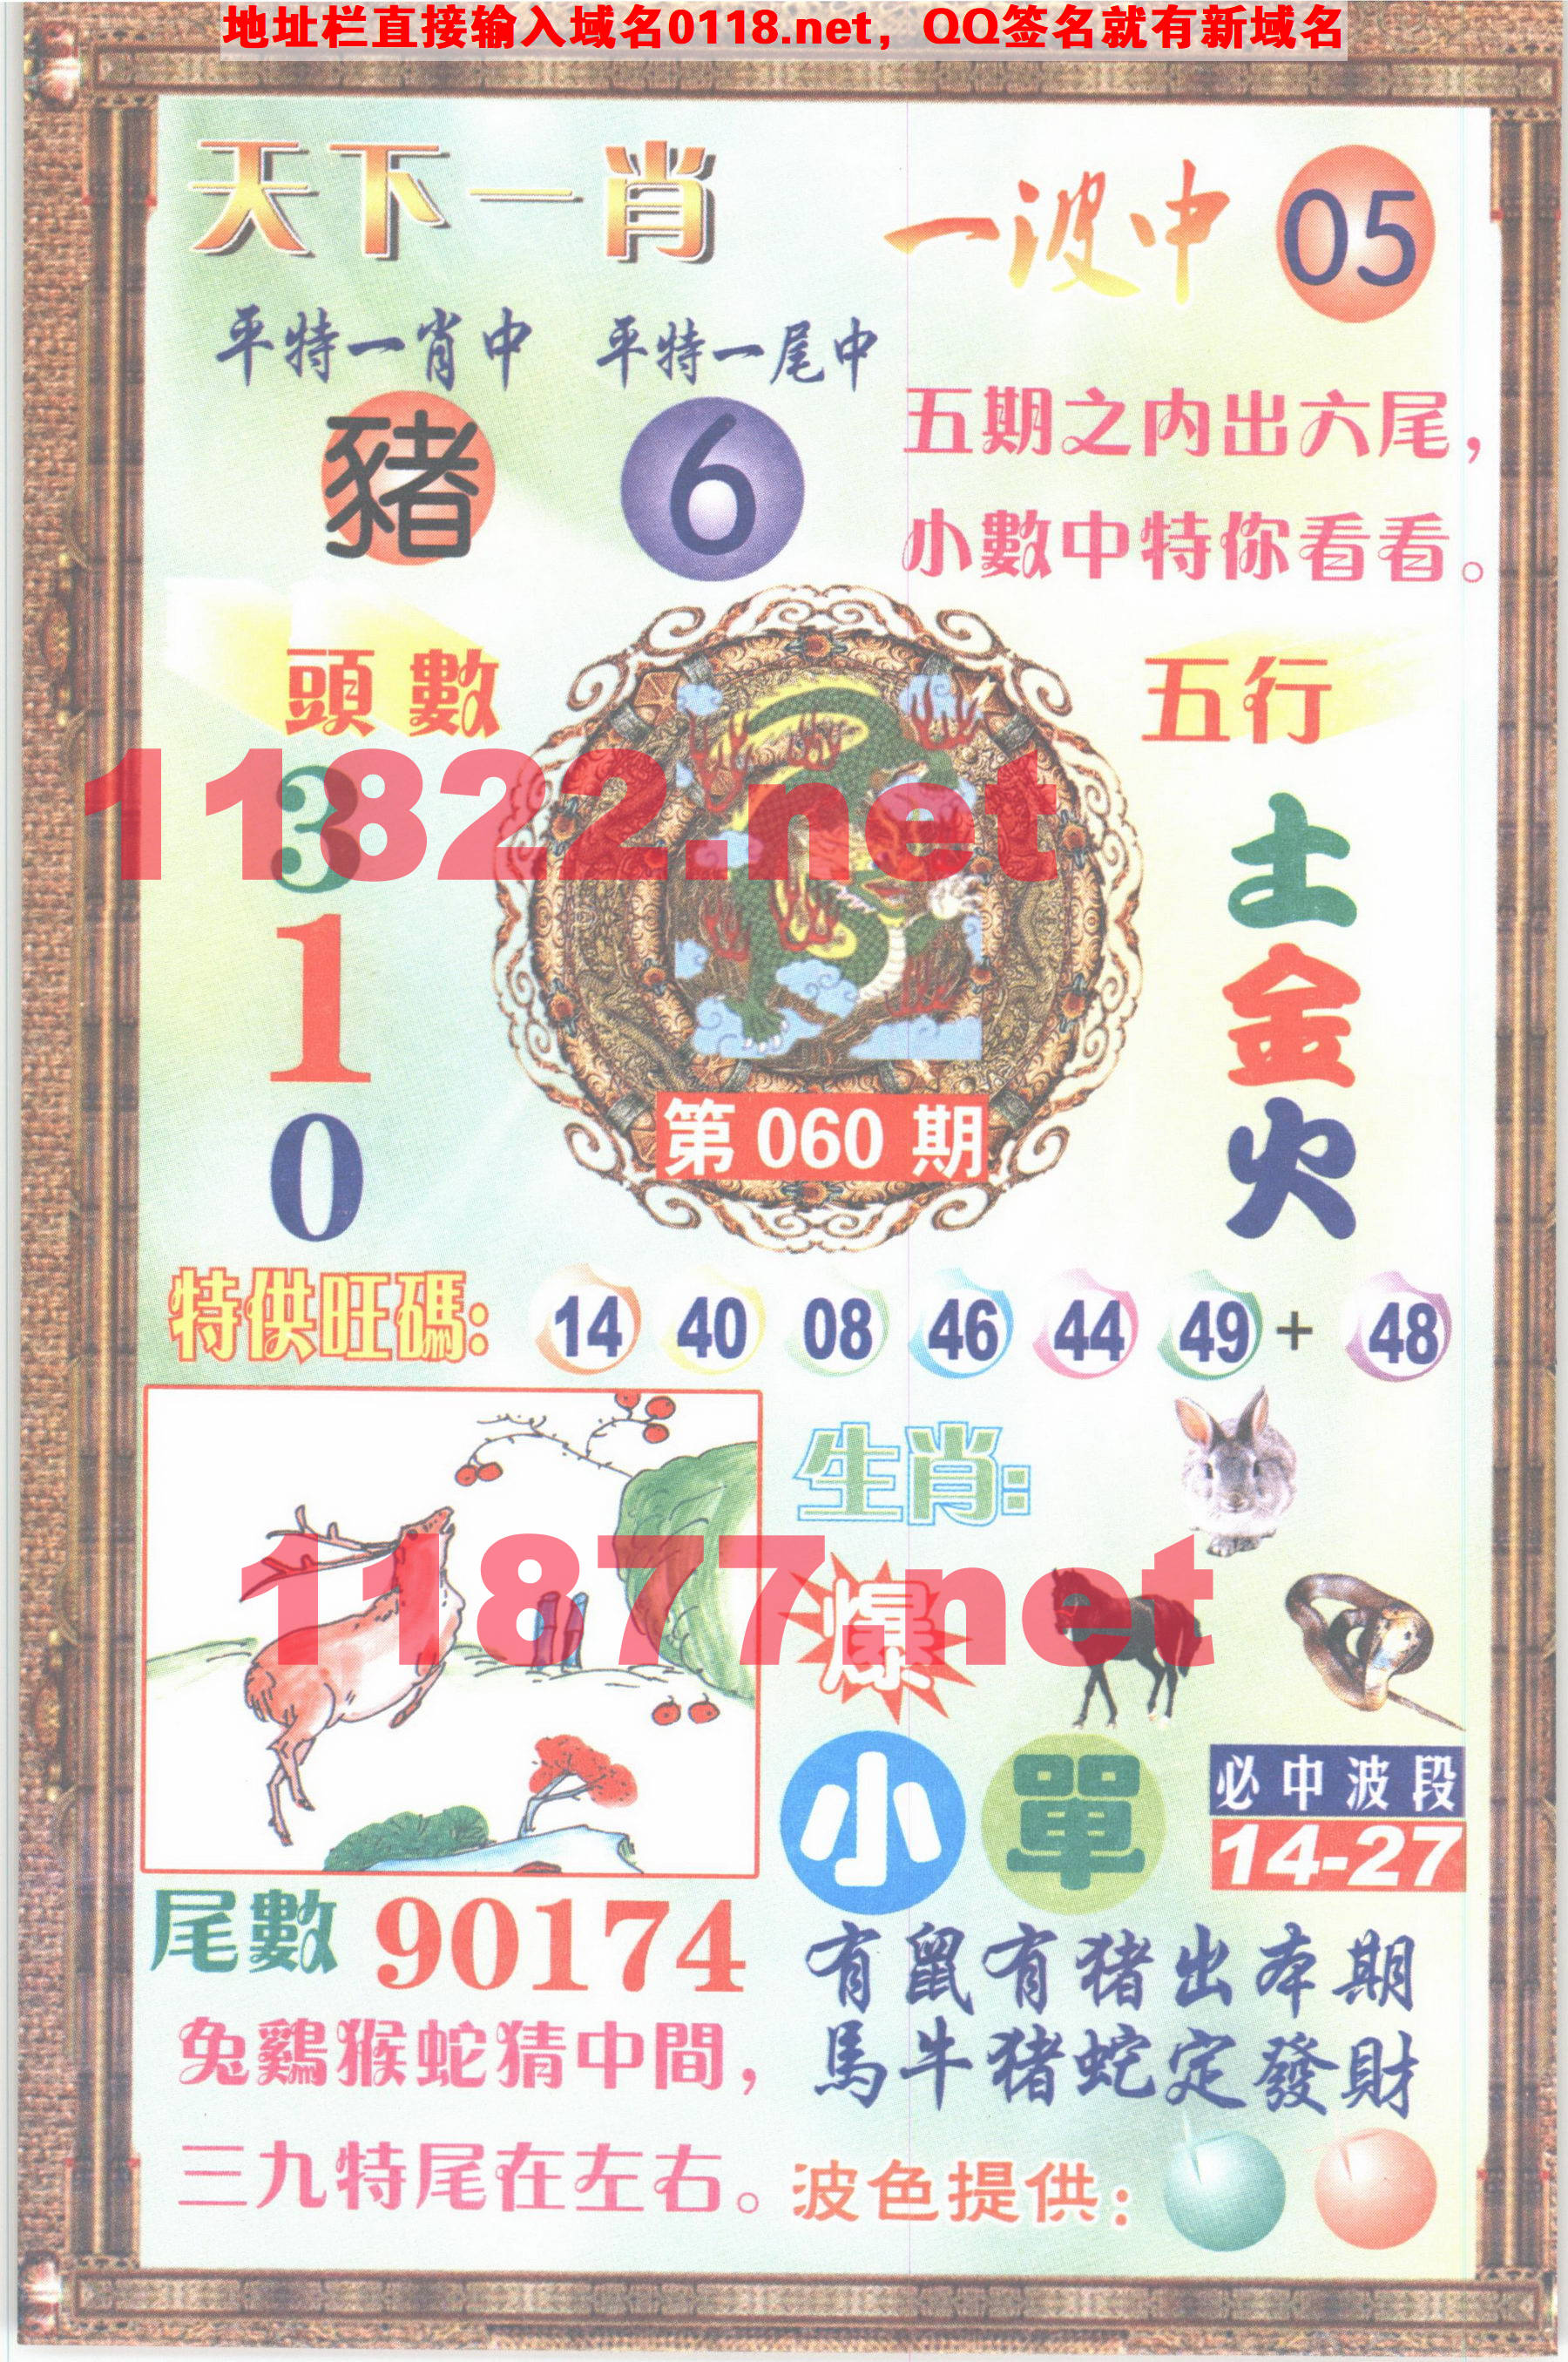 地址栏直接输入域名0118.net，QQ签名就有新域名
天下一肖
一波中 05
平特一肖中 平特一尾中
豬 6
五期之內出六尾，
小數中特你看看。
頭數
五行
11822.net
3
1
0
土
金
火
第060期
特供旺碼：14 40 08 46 44 49 + 48
生肖：
11877.net
爆
小 單
必中波段
14-27
尾數 90174
有鼠有猪出本期
馬牛猪蛇定發財
兔鷄猴蛇猜中間，
三九特尾在左右。
波色提供：